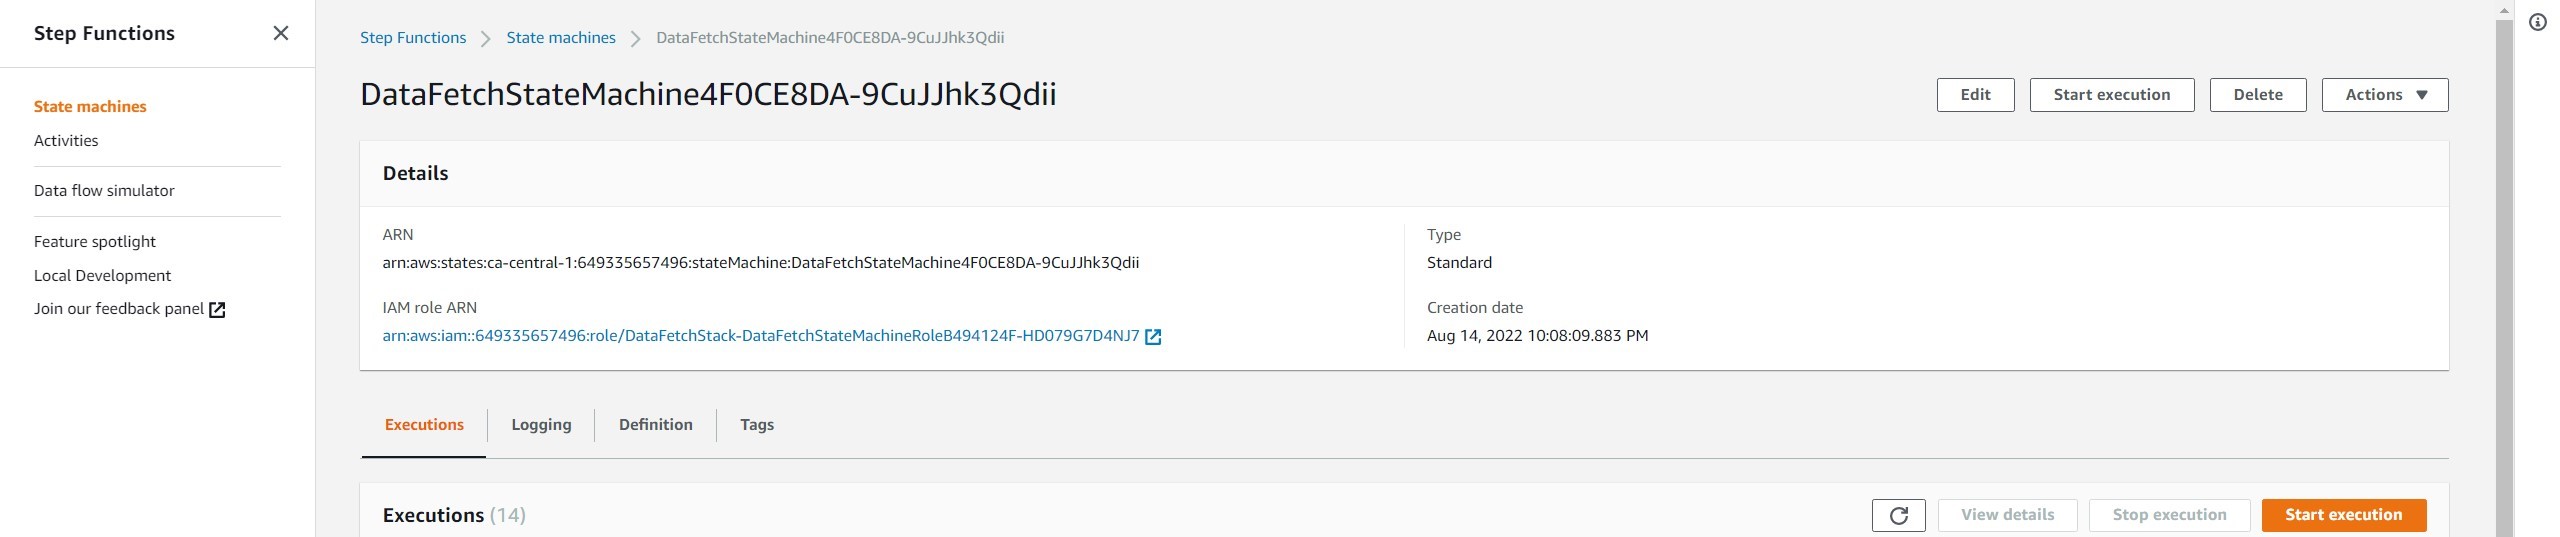 Step Functions
State machines
Activities
Data flow simulator
Feature spotlight
Local Development
Join our feedback panel
Step Functions State machines DataFetchStateMachine4F0CE8DA-9CuJJhk3Qdii
DataFetchStateMachine4F0CE8DA-9CuJJhk3Qdii
Edit Start execution Delete Actions
Details
ARN
arn:aws:states:ca-central-1:649335657496:stateMachine:DataFetchStateMachine4F0CE8DA-9CuJJhk3Qdii
IAM role ARN
arn:aws:iam::649335657496:role/DataFetchStack-DataFetchStateMachineRoleB494124F-HD079G7D4NJ7
Type
Standard
Creation date
Aug 14, 2022 10:08:09.883 PM
Executions Logging Definition Tags
Executions (14)
View details Stop execution Start execution